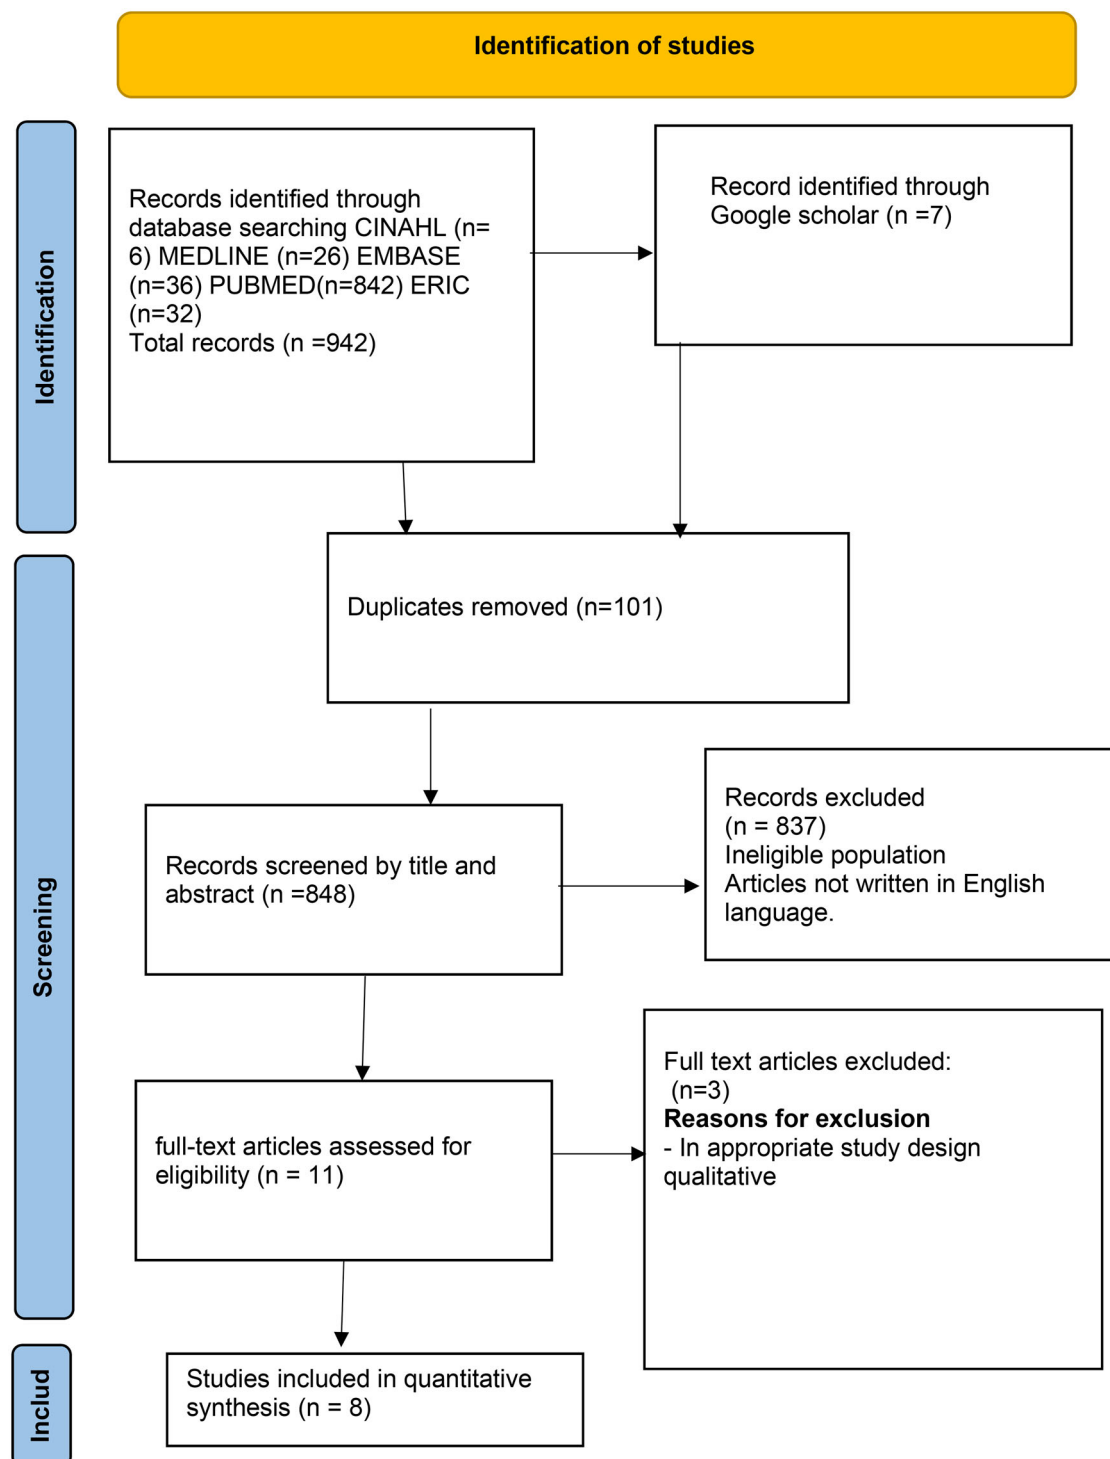 Identification of studies
Identification
Records identified through
database searching CINAHL (n=
6) MEDLINE (n=26) EMBASE
(n=36) PUBMED(n=842) ERIC
(n=32)
Total records (n =942)
Record identified through
Google scholar (n =7)
Duplicates removed (n=101)
Screening
Records screened by title and
abstract (n =848)
Records excluded
(n = 837)
Ineligible population
Articles not written in English
language.
full-text articles assessed for
eligibility (n = 11)
Full text articles excluded:
(n=3)
Reasons for exclusion
- In appropriate study design
qualitative
Includ
Studies included in quantitative
synthesis (n = 8)